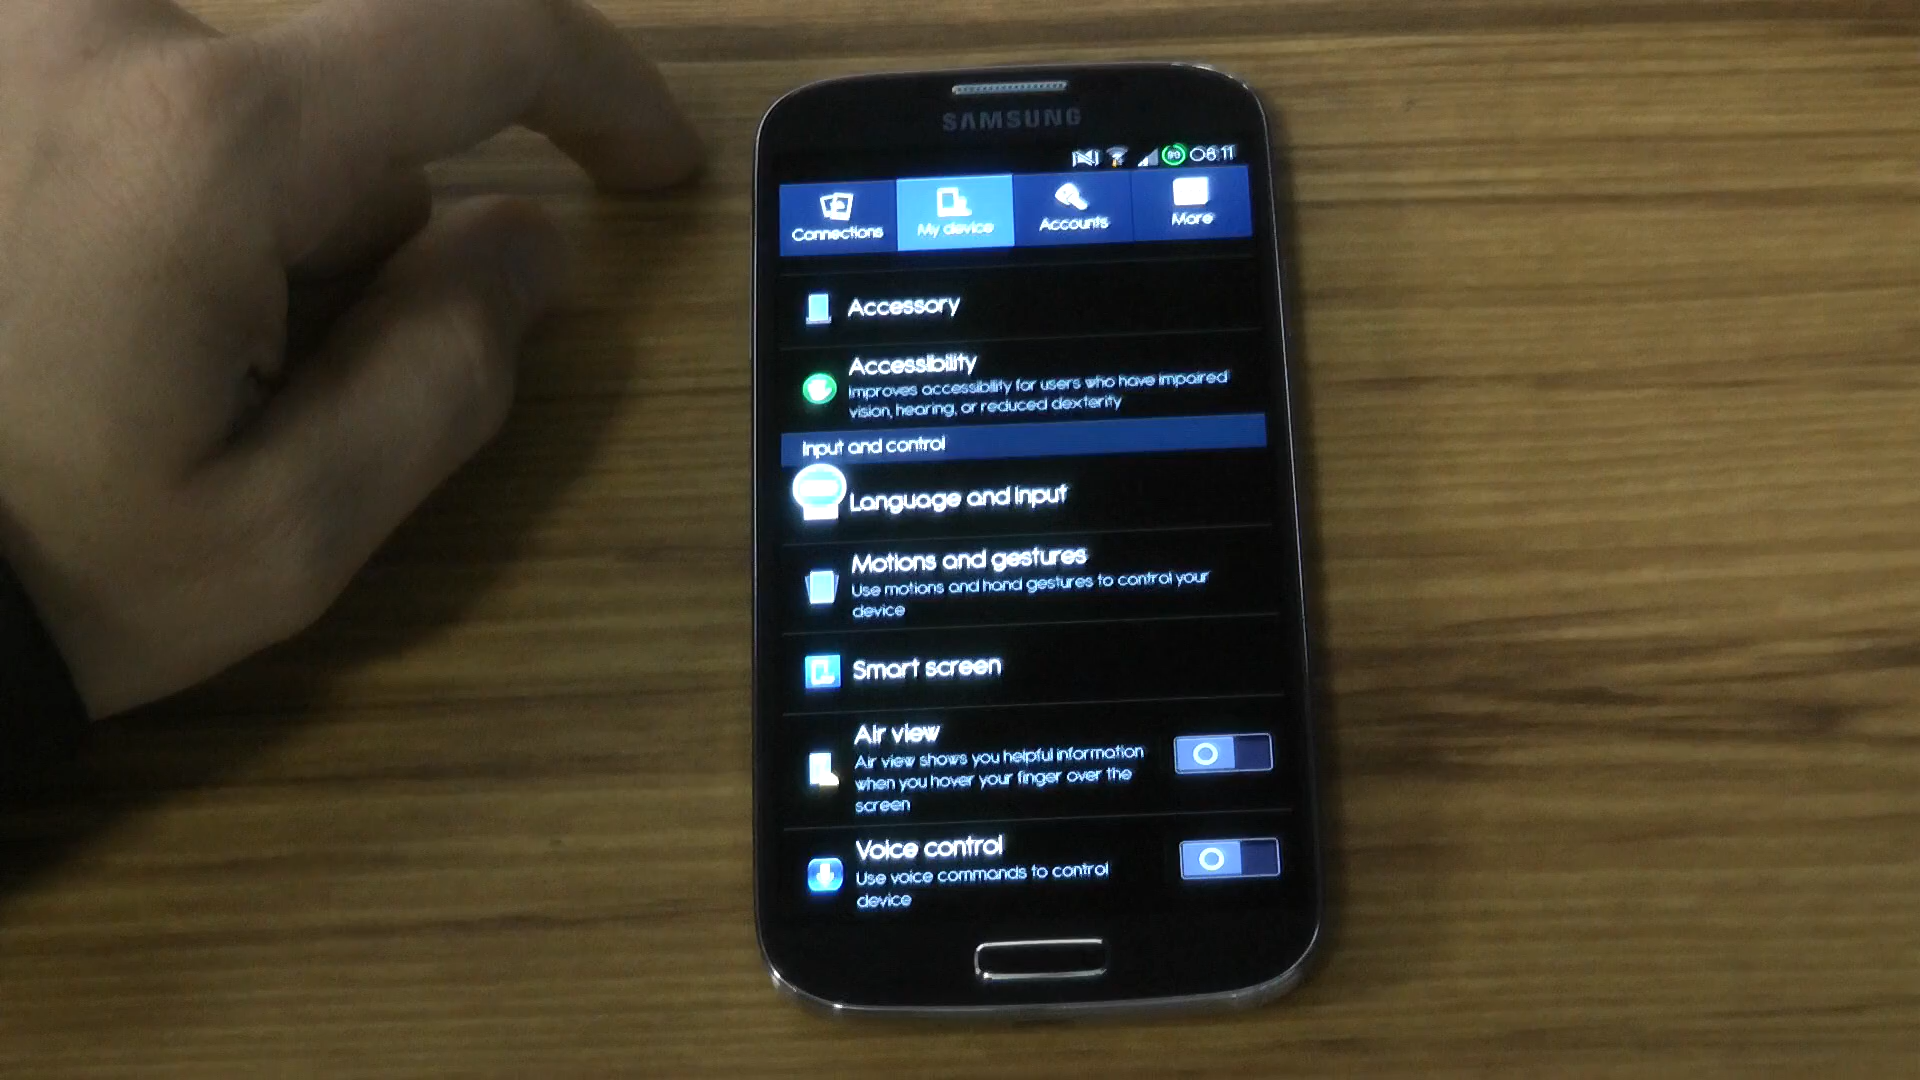 SAMSUNG
08:11
Connections
My device
Accounts
More
Accessory
Accessibility
Improves accessibility for users who have impaired
vision, hearing, or reduced dexterity
Input and control
Language and input
Motions and gestures
Use motions and hand gestures to control your
device
Smart screen
Air view
Air view shows you helpful information
when you hover your finger over the
screen
Voice control
Use voice commands to control
device